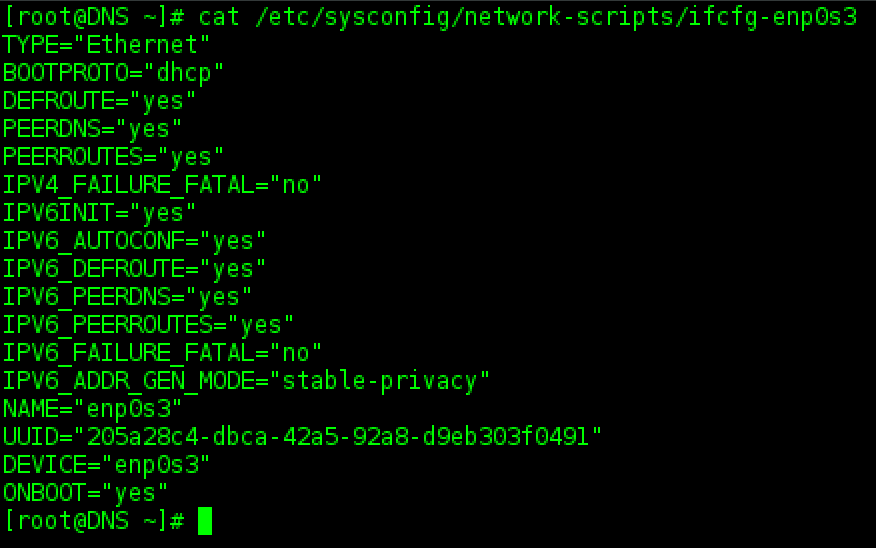 [root@DNS ~]# cat /etc/sysconfig/network-scripts/ifcfg-enp0s3
TYPE="Ethernet"
BOOTPROTO="dhcp"
DEFROUTE="yes"
PEERDNS="yes"
PEERROUTES="yes"
IPV4_FAILURE_FATAL="no"
IPV6INIT="yes"
IPV6_AUTOCONF="yes"
IPV6_DEFROUTE="yes"
IPV6_PEERDNS="yes"
IPV6_PEERROUTES="yes"
IPV6_FAILURE_FATAL="no"
IPV6_ADDR_GEN_MODE="stable-privacy"
NAME="enp0s3"
UUID="205a28c4-dbca-42a5-92a8-d9eb303f0491"
DEVICE="enp0s3"
ONBOOT="yes"
[root@DNS ~]#